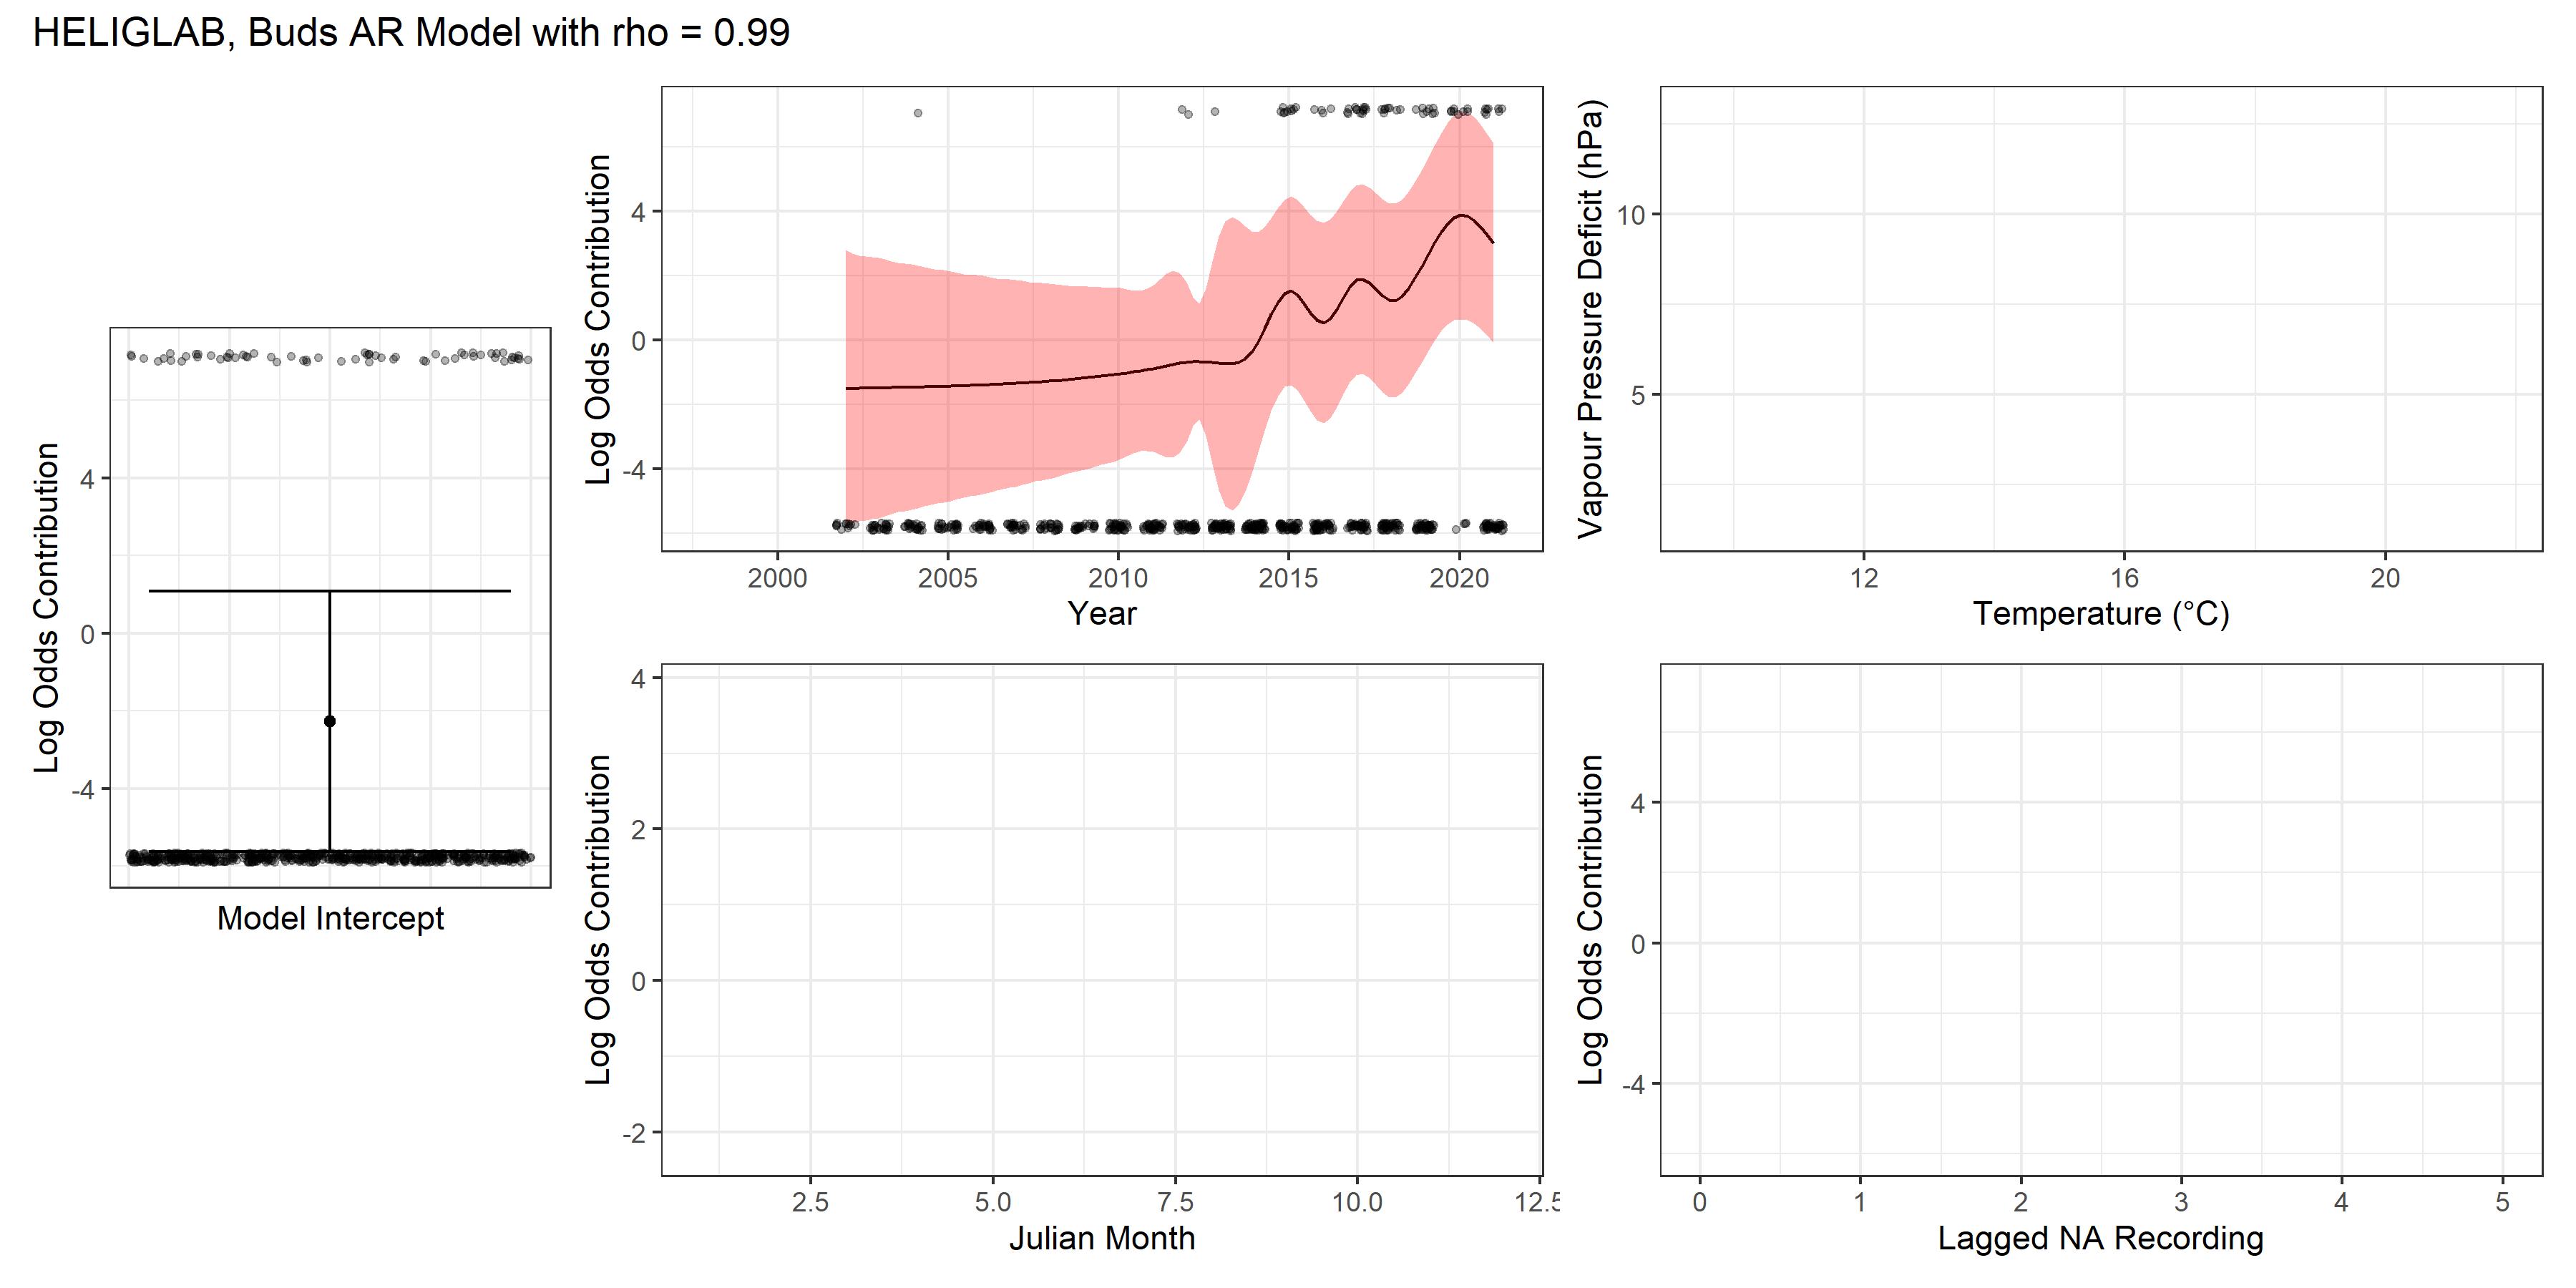 HELIGLAB, Buds AR Model with rho = 0.99
Log Odds Contribution
4
0
-4
Model Intercept
Log Odds Contribution
4
0
-4
2000 2005 2010 2015 2020
Year
Vapour Pressure Deficit (hPa)
10
5
12 16 20
Temperature (°C)
Log Odds Contribution
4
2
0
-2
2.5 5.0 7.5 10.0 12.5
Julian Month
Log Odds Contribution
4
0
-4
0 1 2 3 4 5
Lagged NA Recording